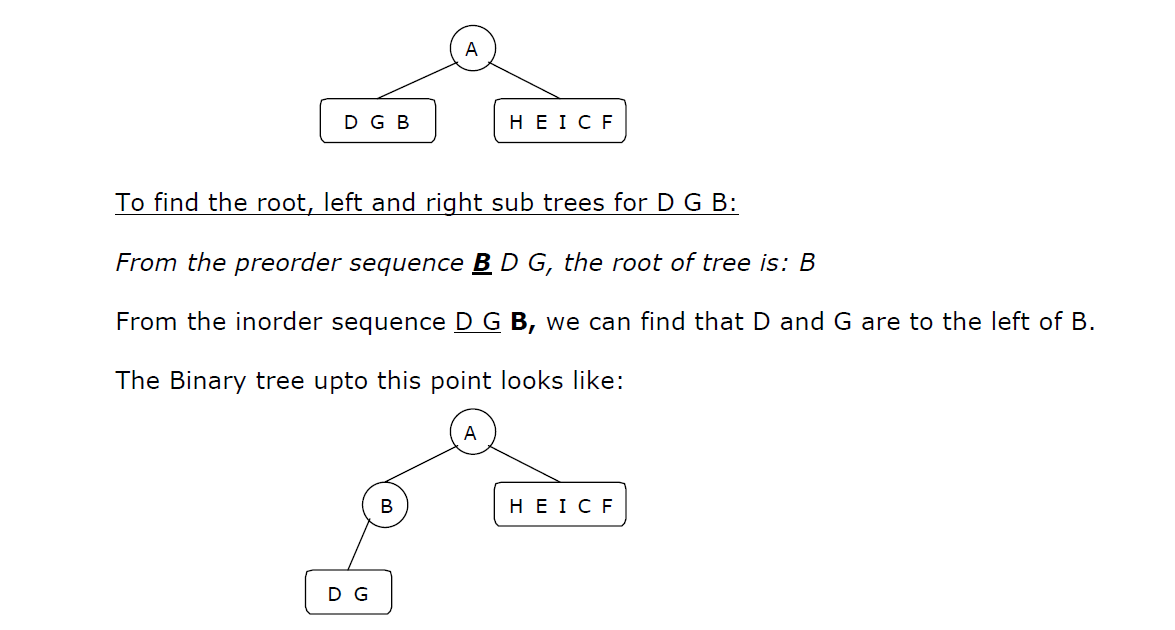 A
D G B
H E I C F
To find the root, left and right sub trees for D G B:
From the preorder sequence B D G, the root of tree is: B
From the inorder sequence D G B, we can find that D and G are to the left of B.
The Binary tree upto this point looks like:
A
B
H E I C F
D G